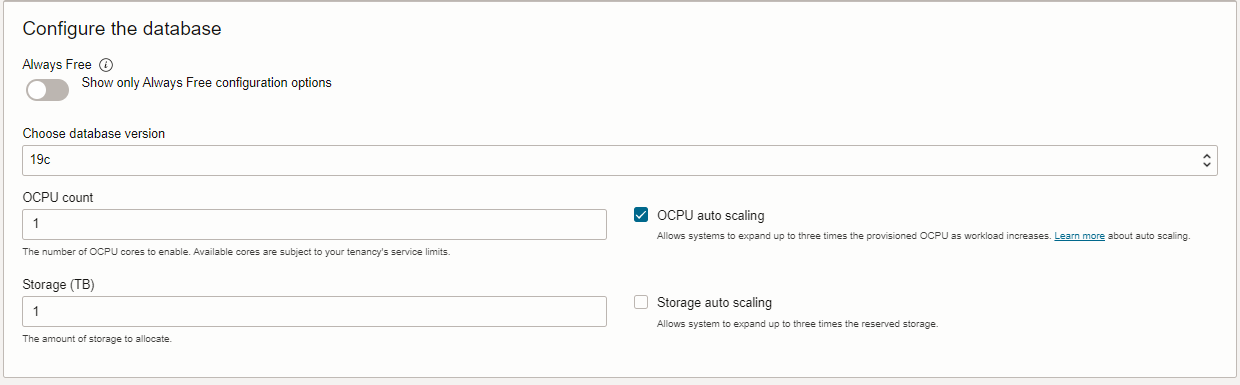 Configure the database
Always Free
Show only Always Free configuration options
Choose database version
19c
OCPU count
1
OCPU auto scaling
Allows systems to expand up to three times the provisioned OCPU as workload increases. Learn more about auto scaling.
The number of OCPU cores to enable. Available cores are subject to your tenancy's service limits.
Storage (TB)
1
Storage auto scaling
Allows system to expand up to three times the reserved storage.
The amount of storage to allocate.